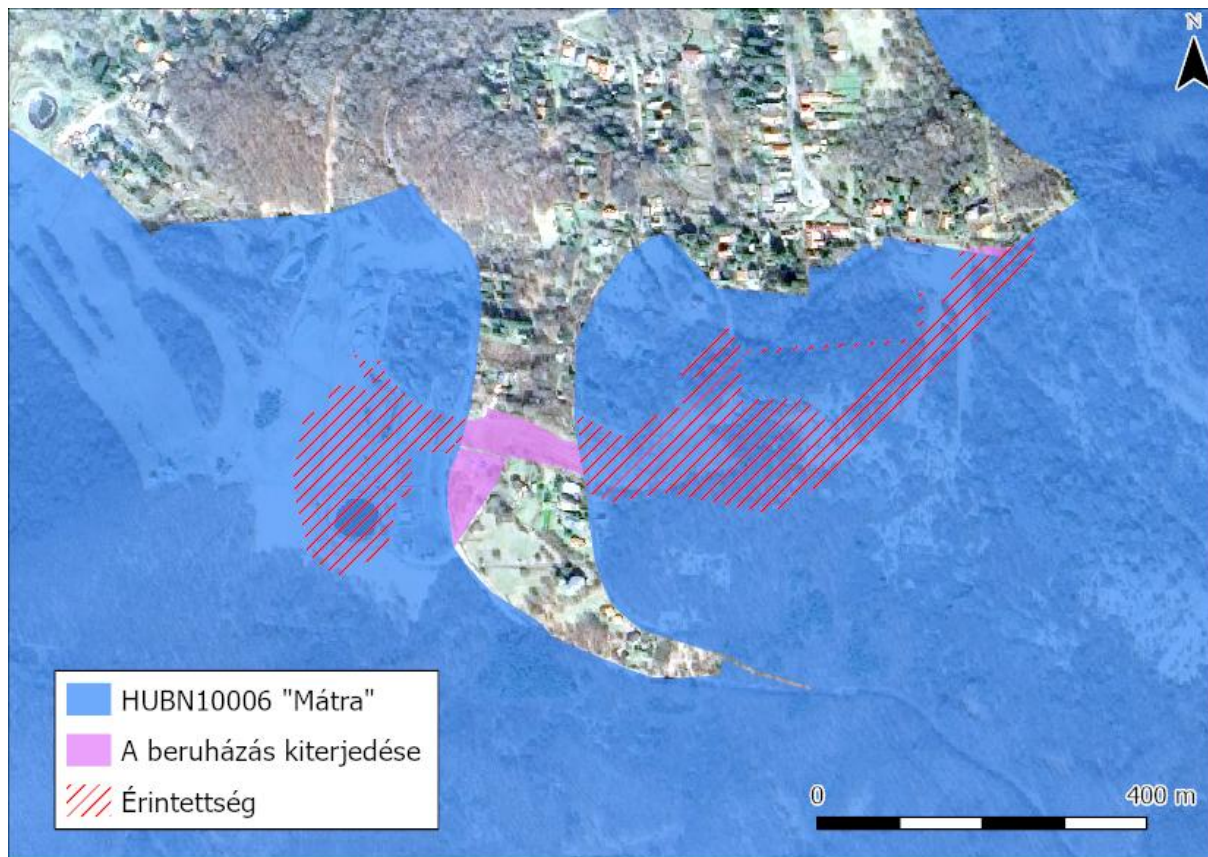 N
HUBN10006 "Mátra"
A beruházás kiterjedése
Érintettség
0 400 m